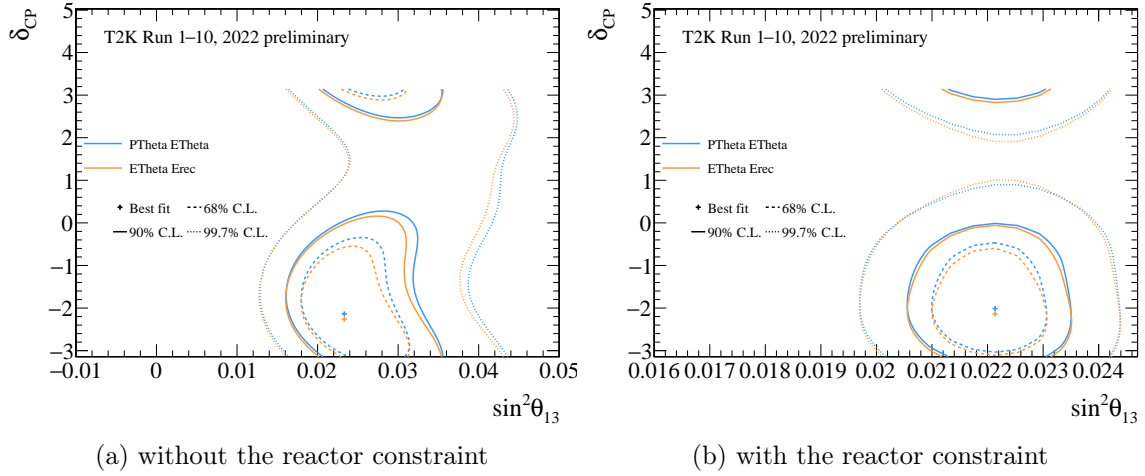 δCP
T2K Run 1–10, 2022 preliminary
PTheta ETheta
ETheta Erec
Best fit
68% C.L.
90% C.L.
99.7% C.L.
5
4
3
2
1
0
−1
−2
−3
−0.01 0 0.01 0.02 0.03 0.04 0.05
sin²θ13
(a) without the reactor constraint
δCP
T2K Run 1–10, 2022 preliminary
PTheta ETheta
ETheta Erec
Best fit
68% C.L.
90% C.L.
99.7% C.L.
5
4
3
2
1
0
−1
−2
−3
0.016 0.017 0.018 0.019 0.02 0.021 0.022 0.023 0.024
sin²θ13
(b) with the reactor constraint